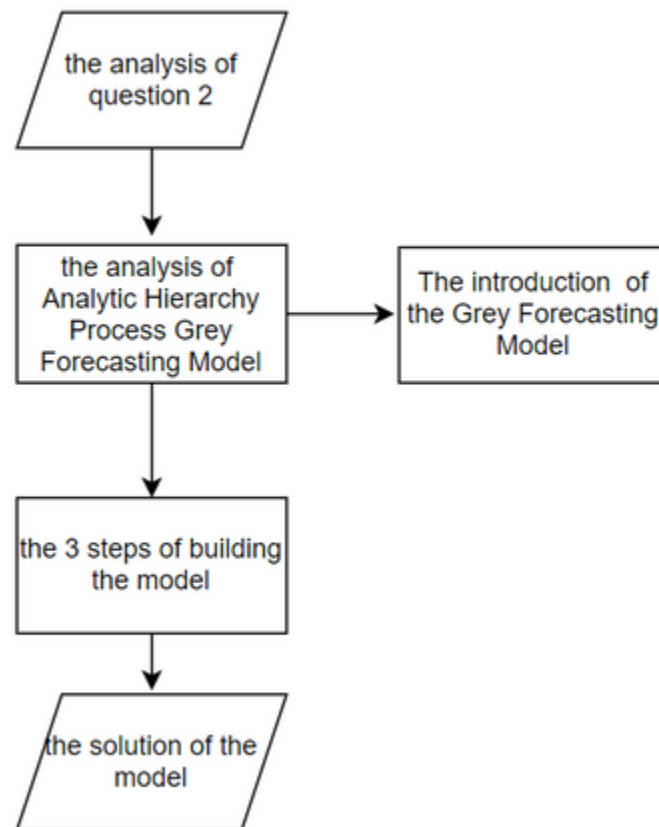 the analysis of
question 2
the analysis of
Analytic Hierarchy
Process Grey
Forecasting Model
The introduction of
the Grey Forecasting
Model
the 3 steps of building
the model
the solution of the
model